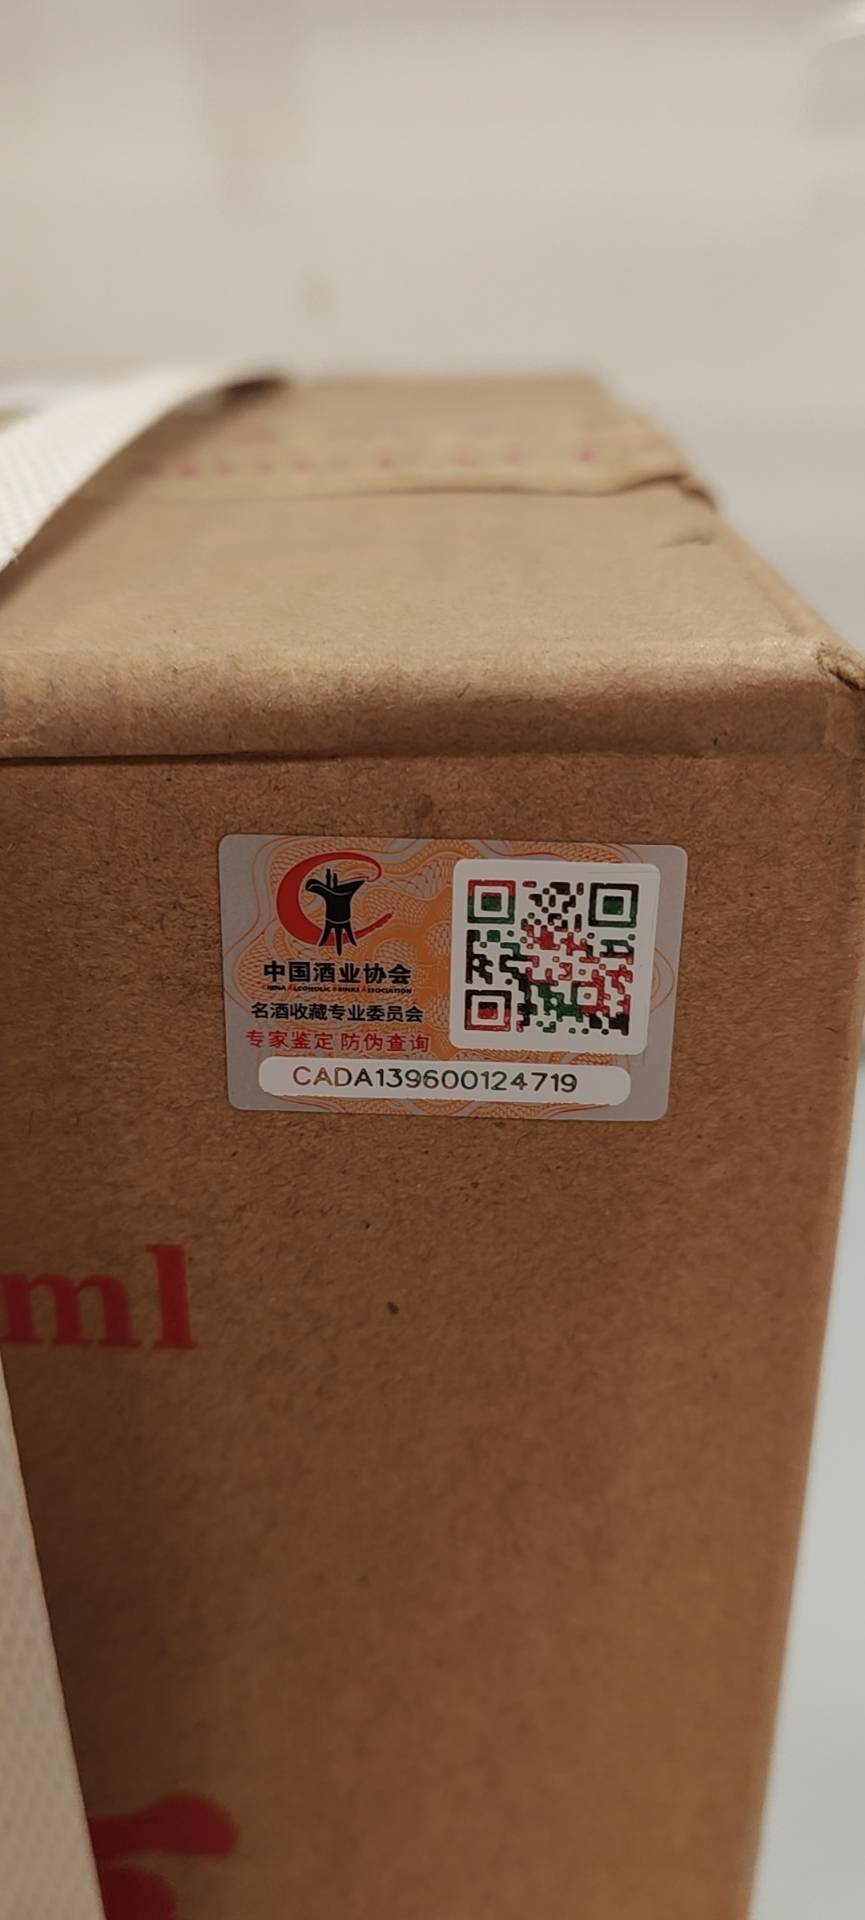 中国酒业协会
CHINA ALCOHOLIC DRINKS ASSOCIATION
名酒收藏专业委员会
专家鉴定 防伪查询
CADA139600124719
ml